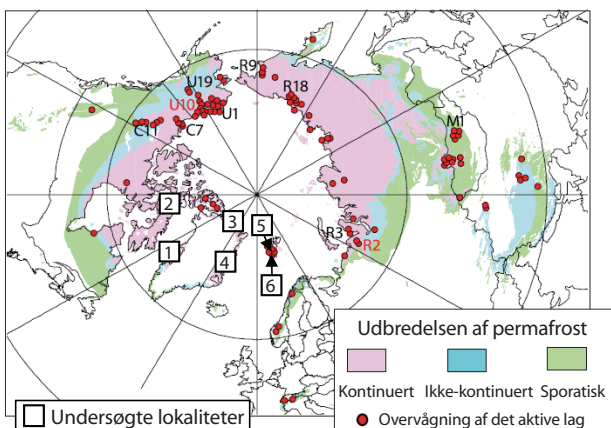 R9
U19
R18
U10
U1
C11
C7
M1
2
3
5
R3
R2
1
4
6
Udbredelsen af permafrost
Kontinuert Ikke-kontinuert Sporatisk
Undersøgte lokaliteter
Overvågning af det aktive lag